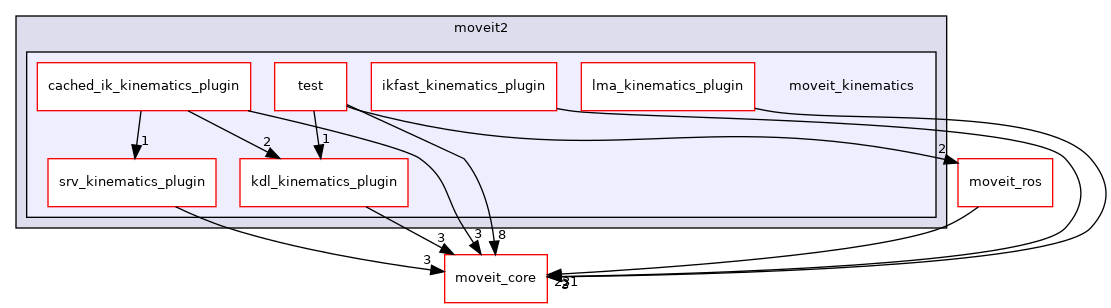 moveit2
cached_ik_kinematics_plugin
test
ikfast_kinematics_plugin
lma_kinematics_plugin
moveit_kinematics
1
2
1
2
srv_kinematics_plugin
kdl_kinematics_plugin
moveit_ros
3
3
3
8
moveit_core